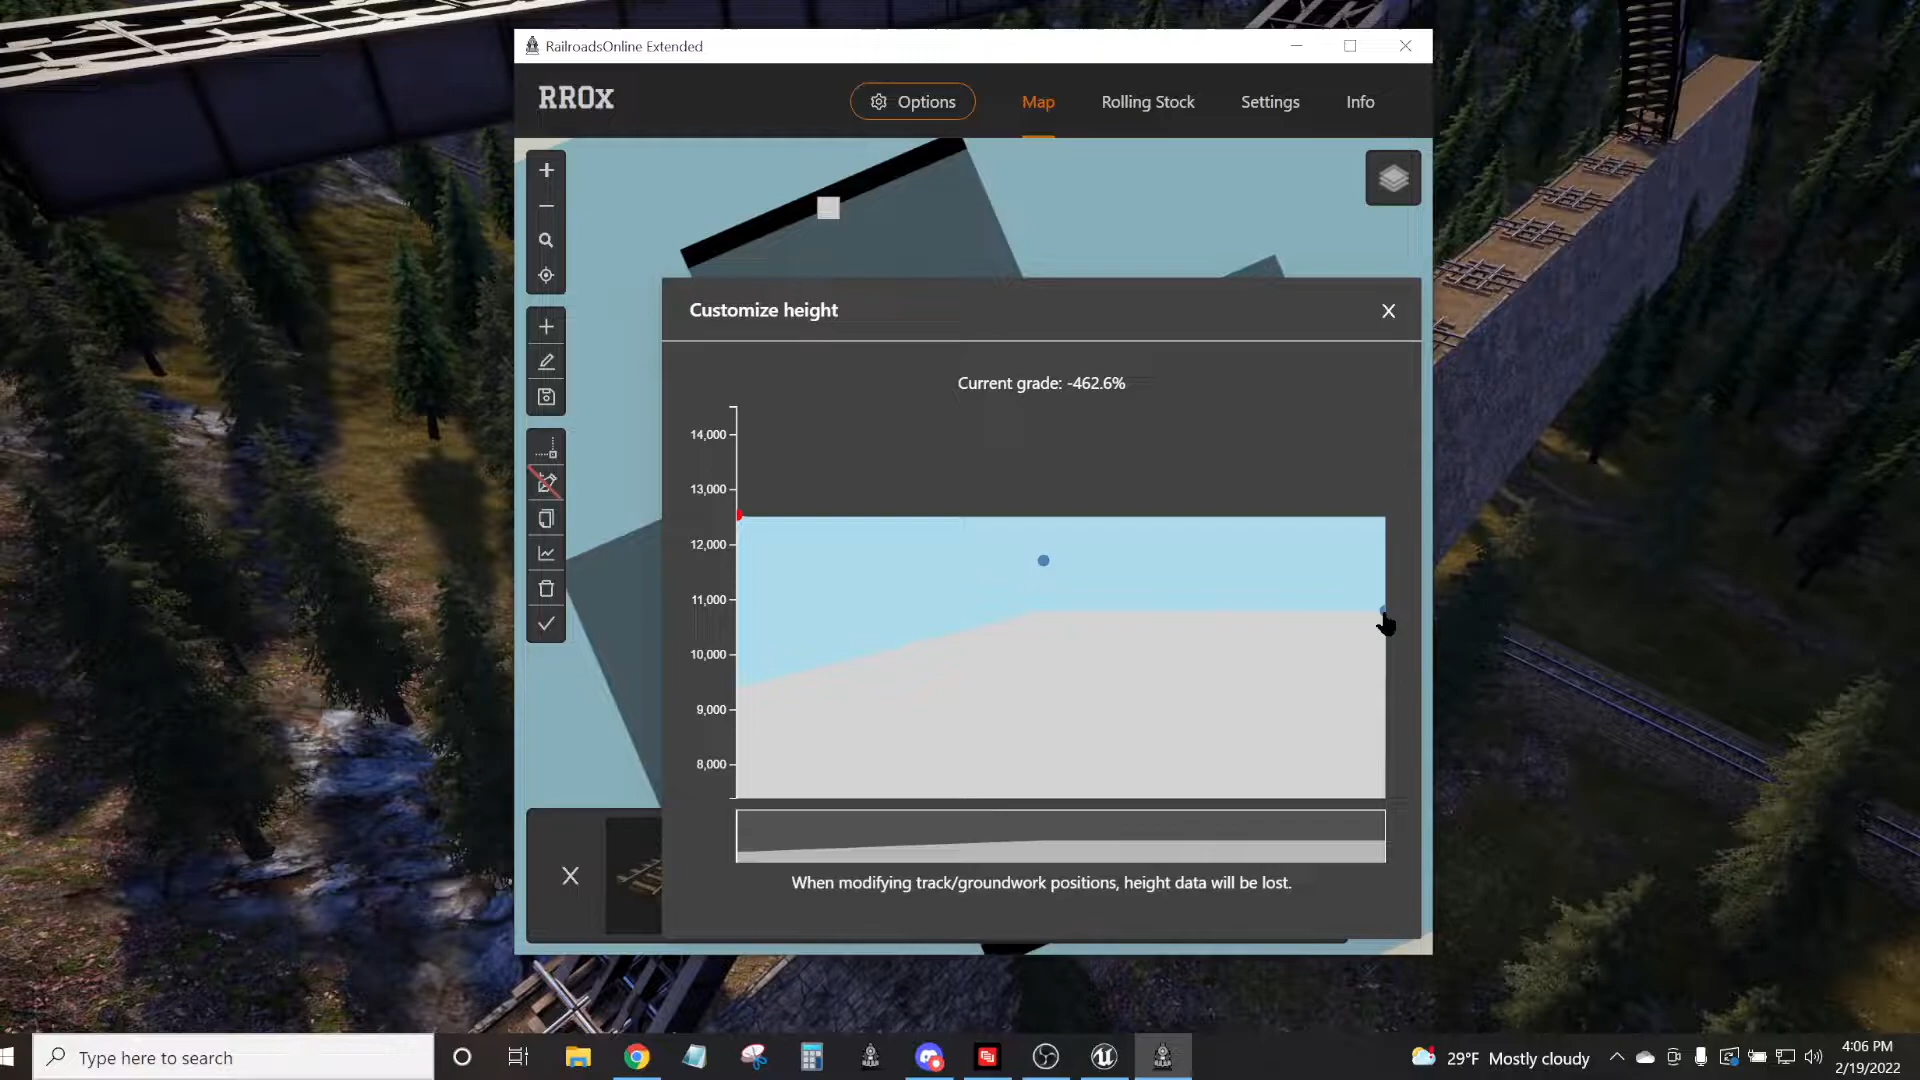 RailroadsOnline Extended
RROx
Options
Map
Rolling Stock
Settings
Info
Customize height
X
Current grade: -462.6%
14,000
13,000
12,000
11,000
10,000
9,000
8,000
When modifying track/groundwork positions, height data will be lost.
X
Type here to search
29°F Mostly cloudy
4:06 PM
2/19/2022